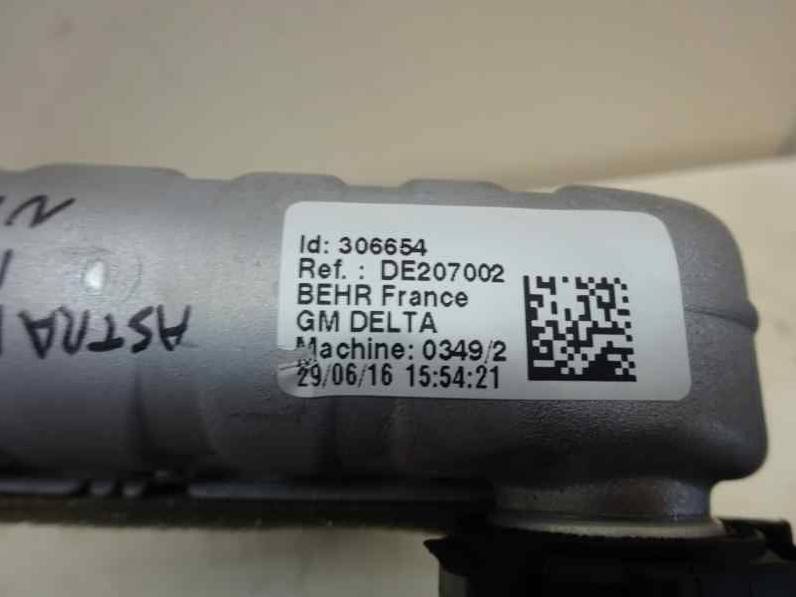 Id: 306654
Ref. : DE207002
BEHR France
GM DELTA
Machine: 0349/2
29/06/16 15:54:21
ASTRA